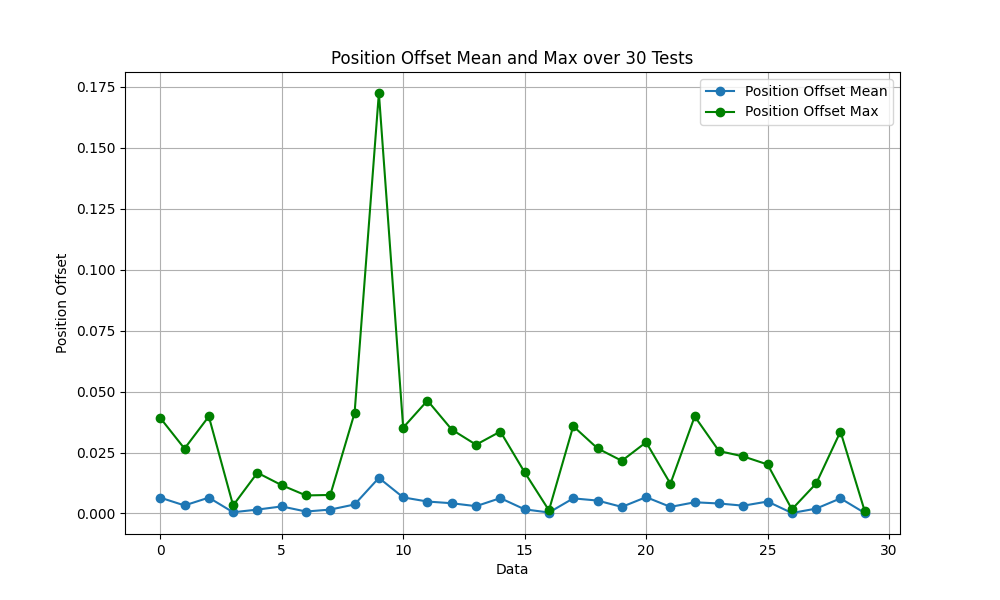 Position Offset Mean and Max over 30 Tests
Position Offset Mean
Position Offset Max
Position Offset
0.175
0.150
0.125
0.100
0.075
0.050
0.025
0.000
0 5 10 15 20 25 30
Data